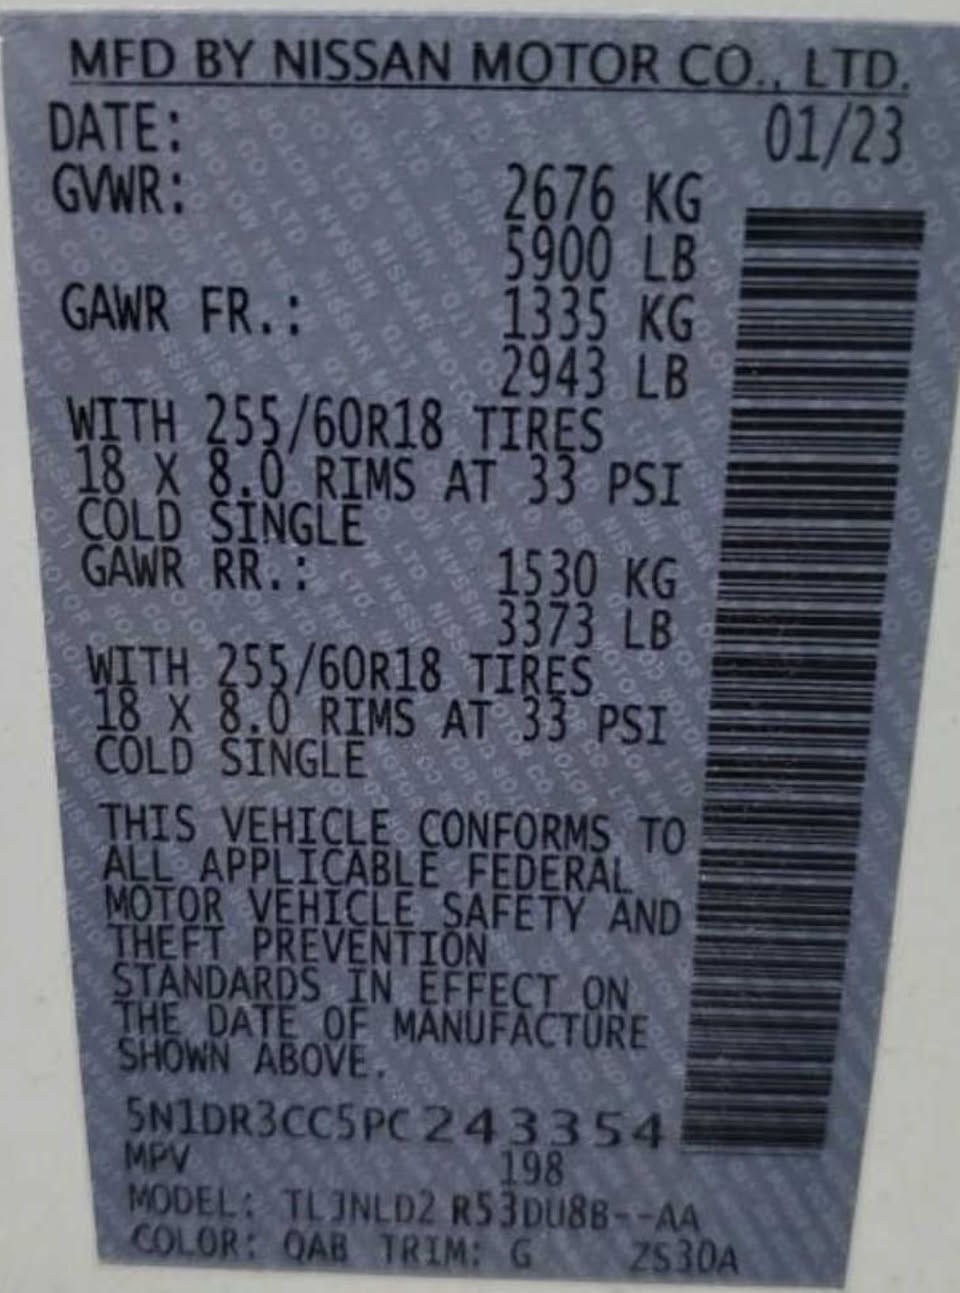 MFD BY NISSAN MOTOR CO., LTD.
DATE: 01/23
GVWR: 2676 KG
5900 LB
GAWR FR.: 1335 KG
2943 LB
WITH 255/60R18 TIRES
18 X 8.0 RIMS AT 33 PSI
COLD SINGLE
GAWR RR.: 1530 KG
3373 LB
WITH 255/60R18 TIRES
18 X 8.0 RIMS AT 33 PSI
COLD SINGLE
THIS VEHICLE CONFORMS TO
ALL APPLICABLE FEDERAL
MOTOR VEHICLE SAFETY AND
THEFT PREVENTION
STANDARDS IN EFFECT ON
THE DATE OF MANUFACTURE
SHOWN ABOVE.
5N1DR3CC5PC243354
MPV 198
MODEL: TLJNLD2 R53DU8B--AA
COLOR: QAB TRIM: G ZS30A